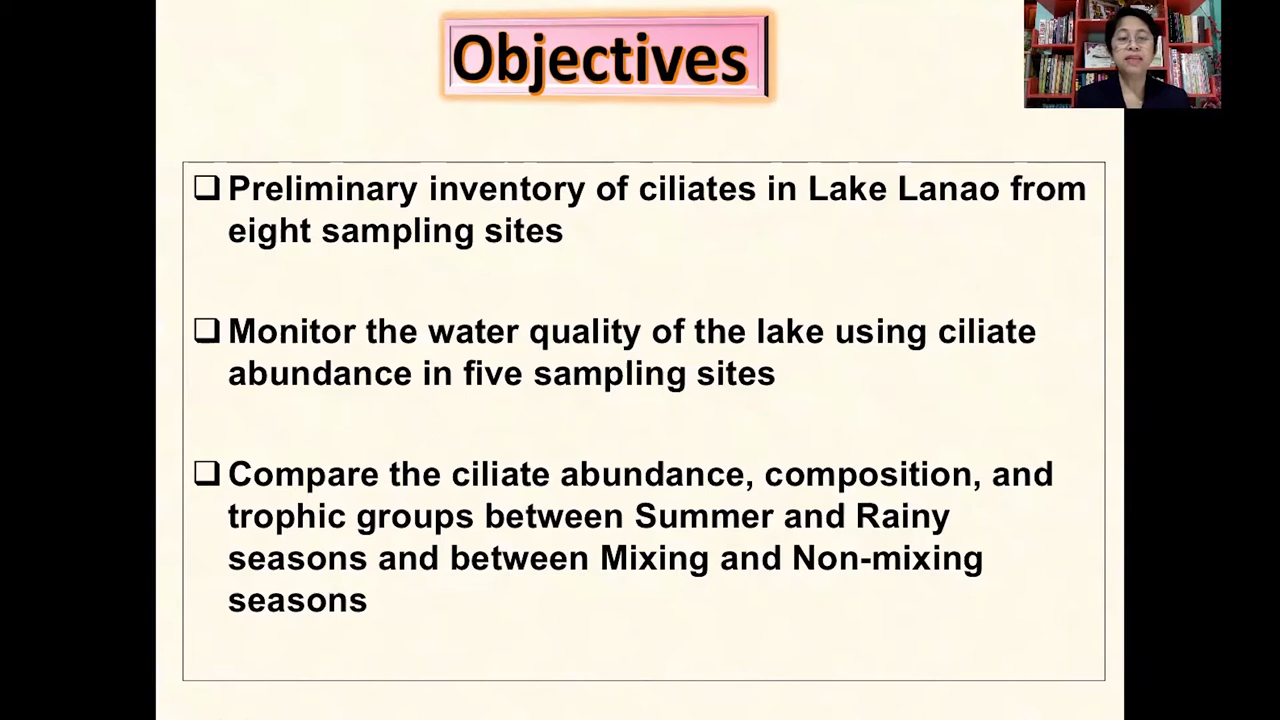 Objectives
❑ Preliminary inventory of ciliates in Lake Lanao from
eight sampling sites
❑ Monitor the water quality of the lake using ciliate
abundance in five sampling sites
❑ Compare the ciliate abundance, composition, and
trophic groups between Summer and Rainy
seasons and between Mixing and Non-mixing
seasons